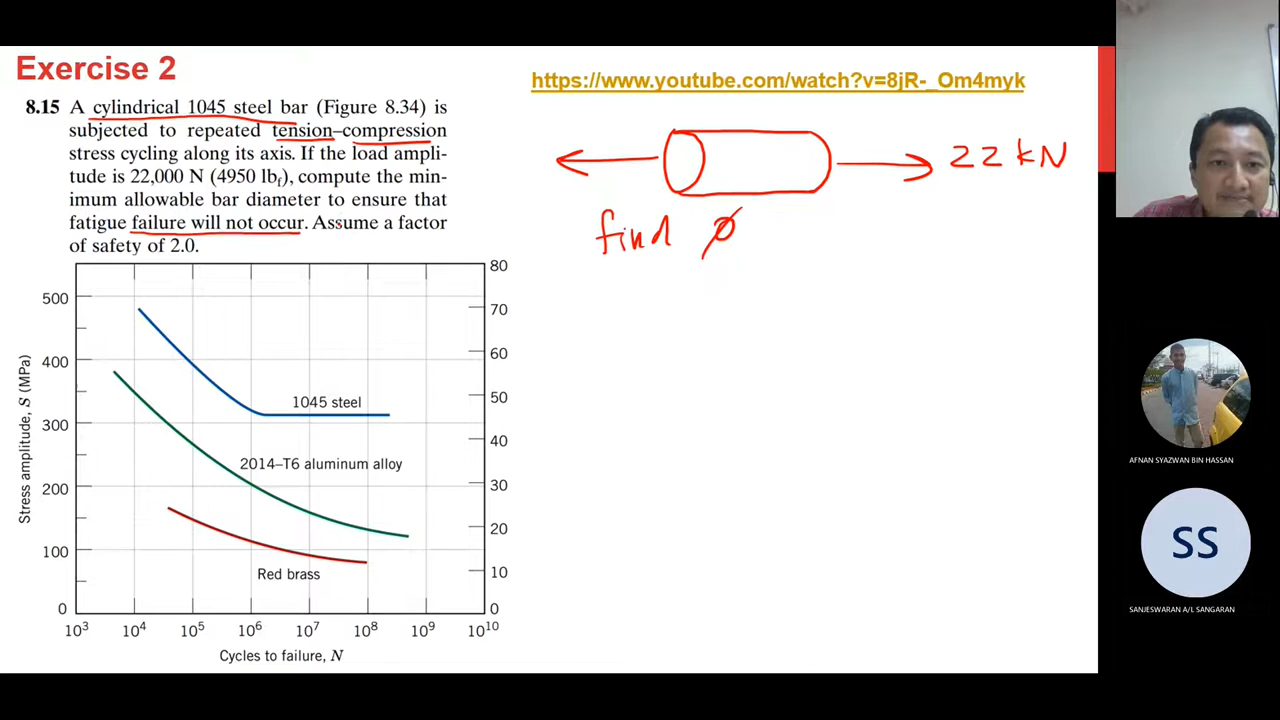 Exercise 2
https://www.youtube.com/watch?v=8jR-_Om4myk
8.15 A cylindrical 1045 steel bar (Figure 8.34) is
subjected to repeated tension–compression
stress cycling along its axis. If the load ampli-
tude is 22,000 N (4950 lbf), compute the min-
imum allowable bar diameter to ensure that
fatigue failure will not occur. Assume a factor
of safety of 2.0.
22 kN
find ∅
80
500
70
400
60
1045 steel
50
300
40
2014–T6 aluminum alloy
200
30
20
100
Red brass
10
0
0
Stress amplitude, S (MPa)
10³ 10⁴ 10⁵ 10⁶ 10⁷ 10⁸ 10⁹ 10¹⁰
Cycles to failure, N
AFNAN SYAZWAN BIN HASSAN
SS
SANJESWARAN A/L SANGARAN